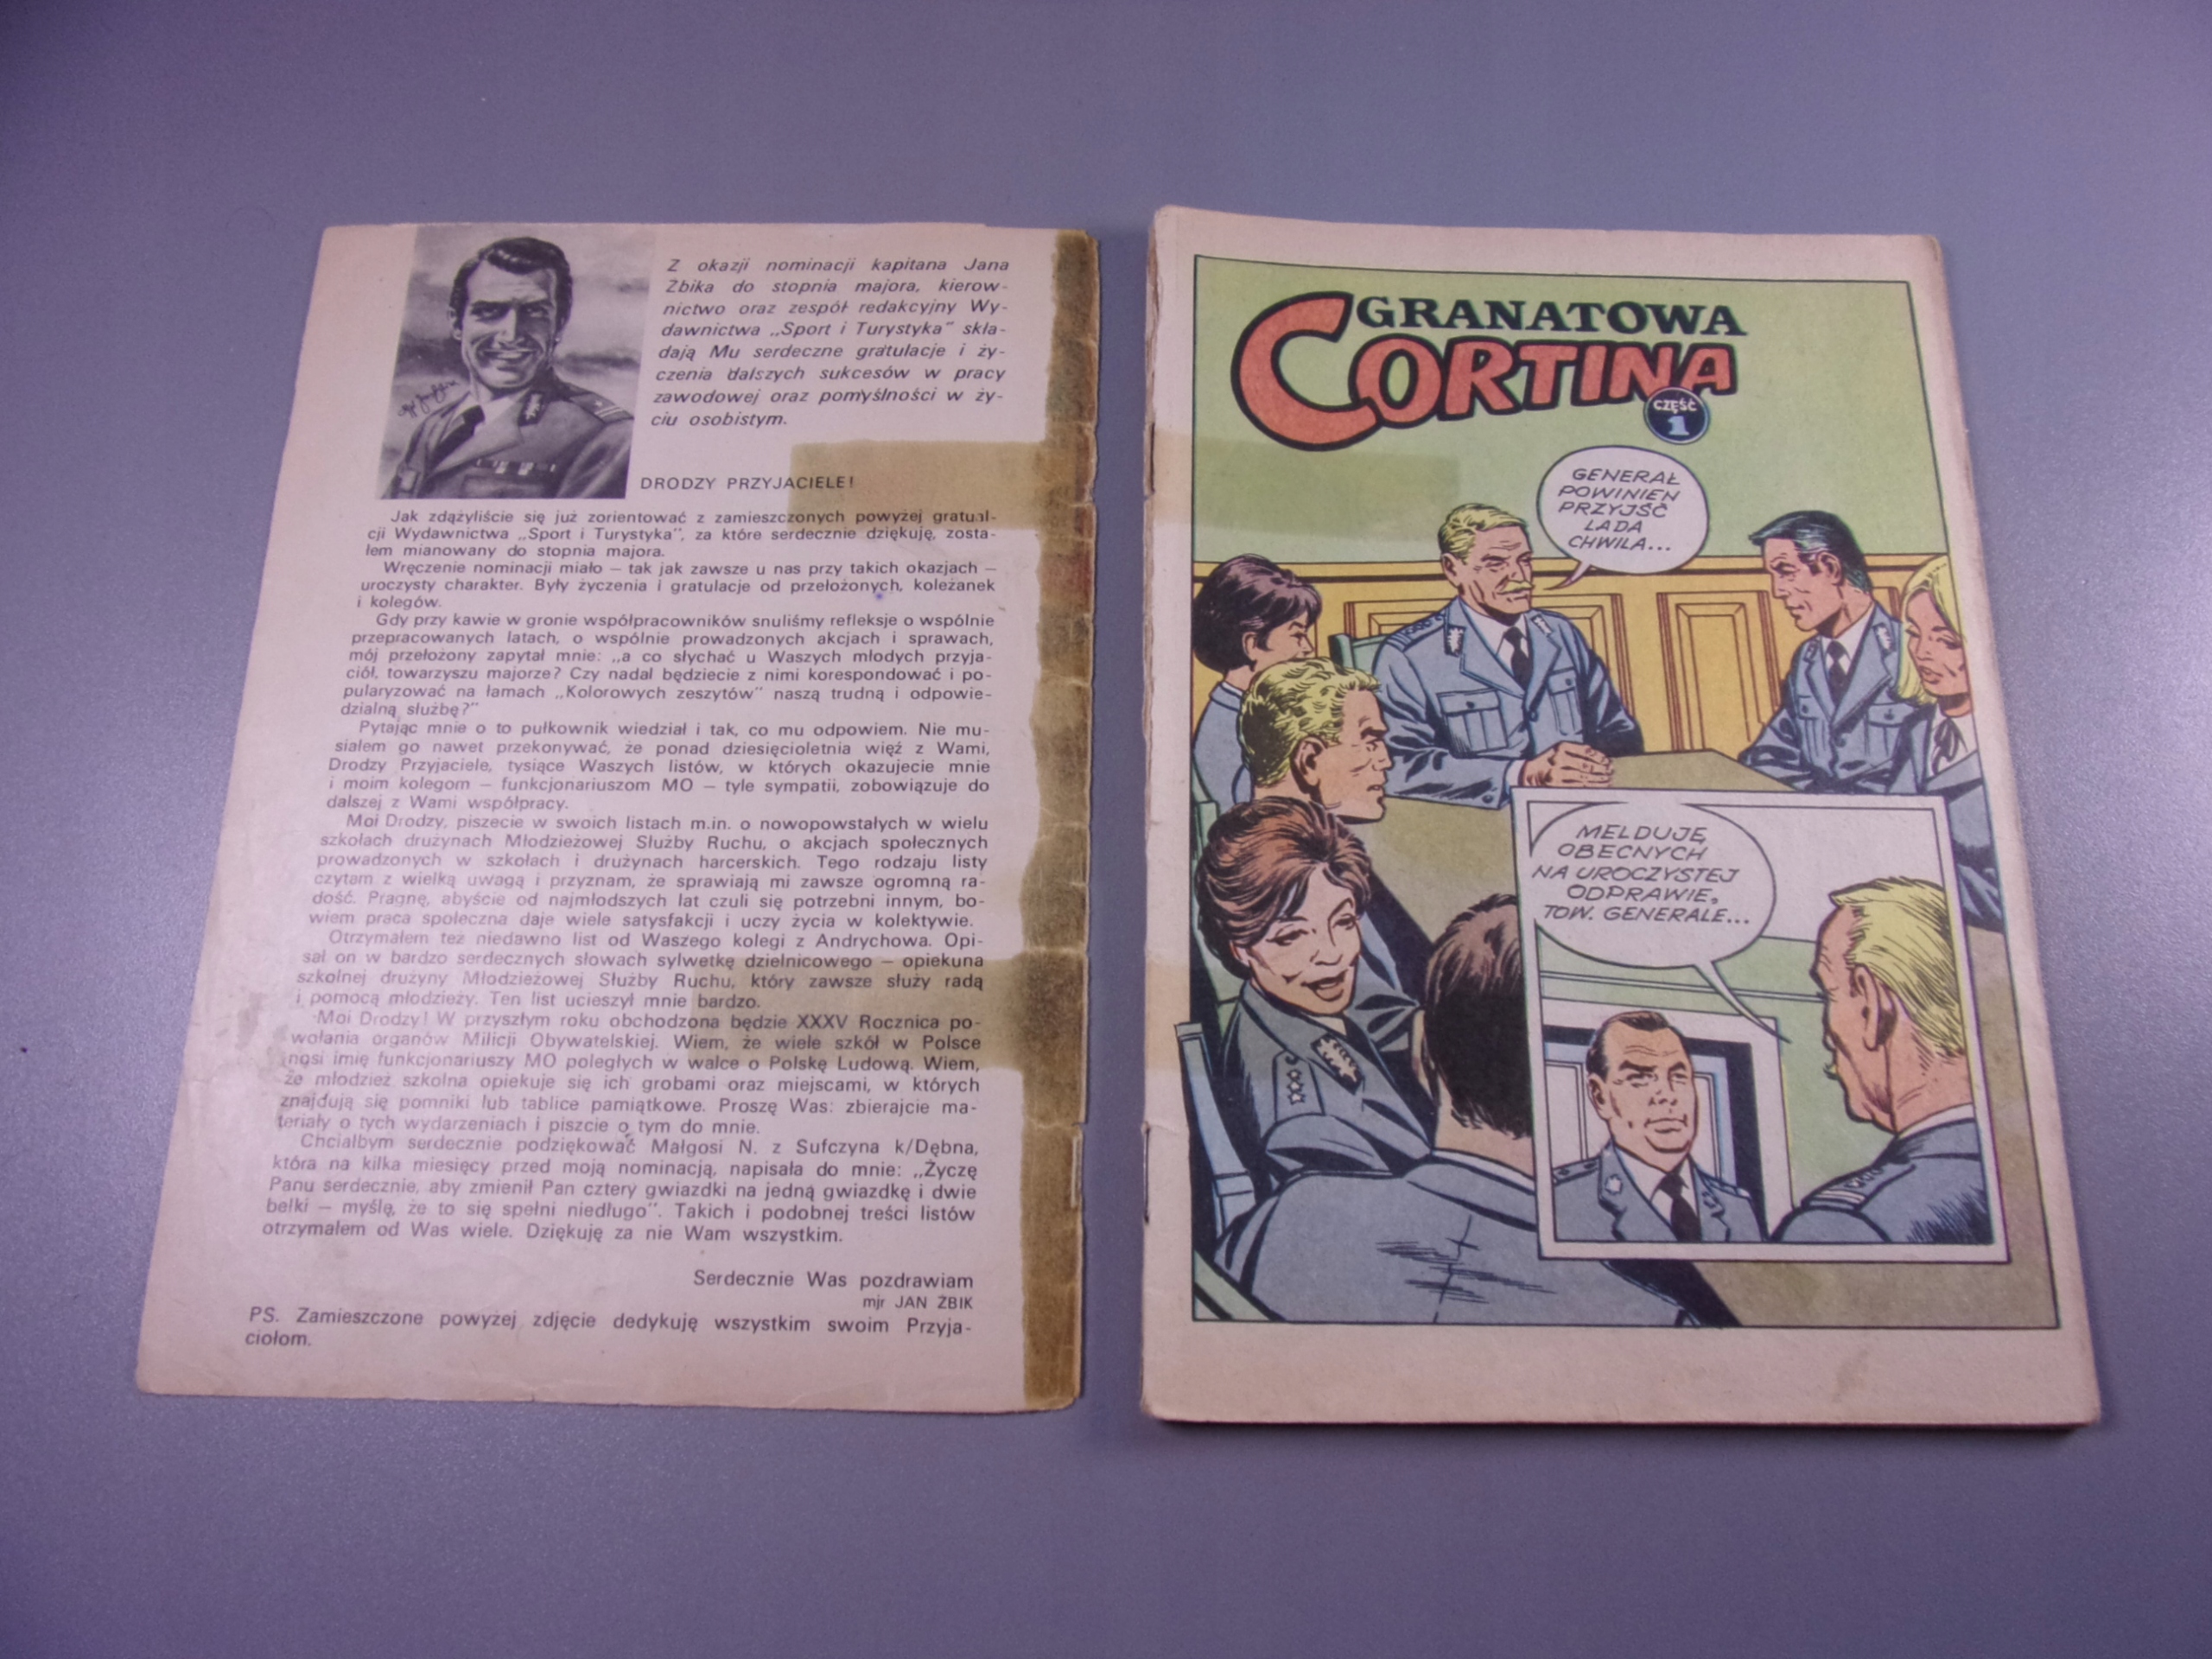 Z okazji nominacji kapitana Jana
Żbika do stopnia majora, kierow-
nictwo oraz zespół redakcyjny Wy-
dawnictwa „Sport i Turystyka" skła-
dają Mu serdeczne gratulacje i ży-
czenia dalszych sukcesów w pracy
zawodowej oraz pomyślności w ży-
ciu osobistym.
DRODZY PRZYJACIELE!
Jak zdążyliście się już zorientować z zamieszczonych powyżej gratual-
cji Wydawnictwa „Sport i Turystyka", za które serdecznie dziękuję, zosta-
łem mianowany do stopnia majora.
Wręczenie nominacji miało – tak jak zawsze u nas przy takich okazjach –
uroczysty charakter. Były życzenia i gratulacje od przełożonych, koleżanek
i kolegów.
Gdy przy kawie w gronie współpracowników snuliśmy refleksje o wspólnie
przepracowanych latach, o wspólnie prowadzonych akcjach i sprawach,
mój przełożony zapytał mnie: „a co słychać u Waszych młodych przyja-
ciół, towarzyszu majorze? Czy nadal będziecie z nimi korespondować i po-
pularyzować na łamach „Kolorowych zeszytów" naszą trudną i odpowie-
dzialną służbę?"
Pytając mnie o to pułkownik wiedział i tak, co mu odpowiem. Nie mu-
siałem go nawet przekonywać, że ponad dziesięcioletnia więź z Wami,
Drodzy Przyjaciele, tysiące Waszych listów, w których okazujecie mnie
i moim kolegom – funkcjonariuszom MO – tyle sympatii, zobowiązuje do
dalszej z Wami współpracy.
Moi Drodzy, piszecie w swoich listach m.in. o nowopowstałych w wielu
szkołach drużynach Młodzieżowej Służby Ruchu, o akcjach społecznych
prowadzonych w szkołach i drużynach harcerskich. Tego rodzaju listy
czytam z wielką uwagą i przyznam, że sprawiają mi zawsze ogromną ra-
dość. Pragnę, abyście od najmłodszych lat czuli się potrzebni innym, bo-
wiem praca społeczna daje wiele satysfakcji i uczy życia w kolektywie.
Otrzymałem też niedawno list od Waszego kolegi z Andrychowa. Opi-
sał on w bardzo serdecznych słowach sylwetkę dzielnicowego – opiekuna
szkolnej drużyny Młodzieżowej Służby Ruchu, który zawsze służy radą
i pomocą młodzieży. Ten list ucieszył mnie bardzo.
Moi Drodzy! W przyszłym roku obchodzona będzie XXXV Rocznica po-
wołania organów Milicji Obywatelskiej. Wiem, że wiele szkół w Polsce
nosi imię funkcjonariuszy MO poległych w walce o Polskę Ludową. Wiem,
że młodzież szkolna opiekuje się ich grobami oraz miejscami, w których
znajdują się pomniki lub tablice pamiątkowe. Proszę Was: zbierajcie ma-
teriały o tych wydarzeniach i piszcie o tym do mnie.
Chciałbym serdecznie podziękować Małgosi N. z Sufczyna k/Dębna,
która na kilka miesięcy przed moją nominacją, napisała do mnie: „Życzę
Panu serdecznie, aby zmienił Pan cztery gwiazdki na jedną gwiazdkę i dwie
belki – myślę, że to się spełni niedługo". Takich i podobnej treści listów
otrzymałem od Was wiele. Dziękuję za nie Wam wszystkim.
Serdecznie Was pozdrawiam
mjr JAN ŻBIK
PS. Zamieszczone powyżej zdjęcie dedykuję wszystkim swoim Przyja-
ciołom.
GRANATOWA
CORTINA
CZĘŚĆ
1
GENERAŁ
POWINIEN
PRZYJŚĆ
LADA
CHWILA...
MELDUJĘ
OBECNYCH
NA UROCZYSTEJ
ODPRAWIE,
TOW. GENERALE...